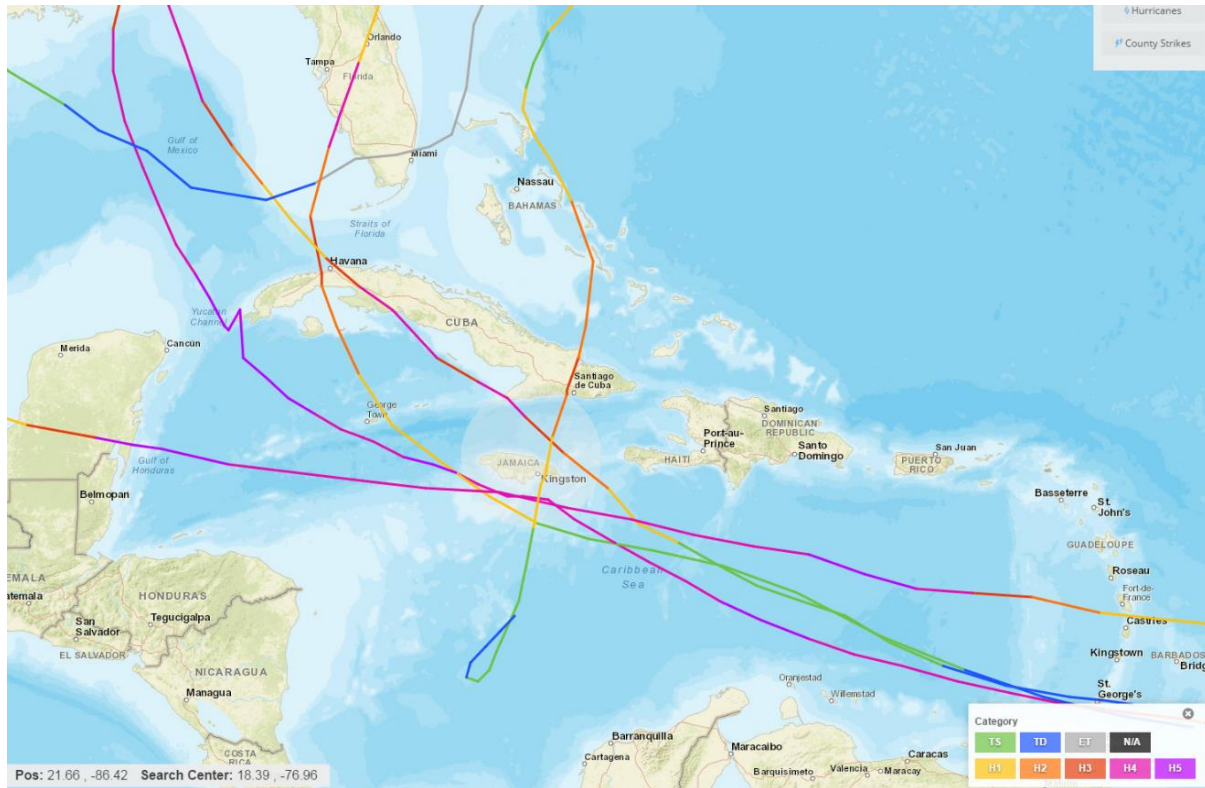 Hurricanes
County Strikes
Orlando
Tampa
Florida
Gulf of
Mexico
Miami
Nassau
BAHAMAS
Straits of
Florida
Havana
Yucatan
Channel
CUBA
Merida
Cancún
Santiago
de Cuba
George
Town
Santiago
DOMINICAN
REPUBLIC
Port-au-
Prince
Santo
Domingo
San Juan
PUERTO
RICO
HAITI
JAMAICA
Kingston
Gulf of
Honduras
Belmopan
Basseterre
St.
John's
GUADELOUPE
Roseau
Fort-de-
France
Castries
Caribbean
Sea
EMALA
atemala
HONDURAS
Tegucigalpa
San
Salvador
EL SALVADOR
NICARAGUA
Managua
Kingstown
BARBADOS
Bridg
St.
George's
Oranjestad
Willemstad
COSTA
RICA
Barranquilla
Cartagena
Maracaibo
Caracas
Barquisimeto
Valencia
Maracay
Category
TS TD ET N/A
H1 H2 H3 H4 H5
Pos: 21.66 , -86.42 Search Center: 18.39 , -76.96